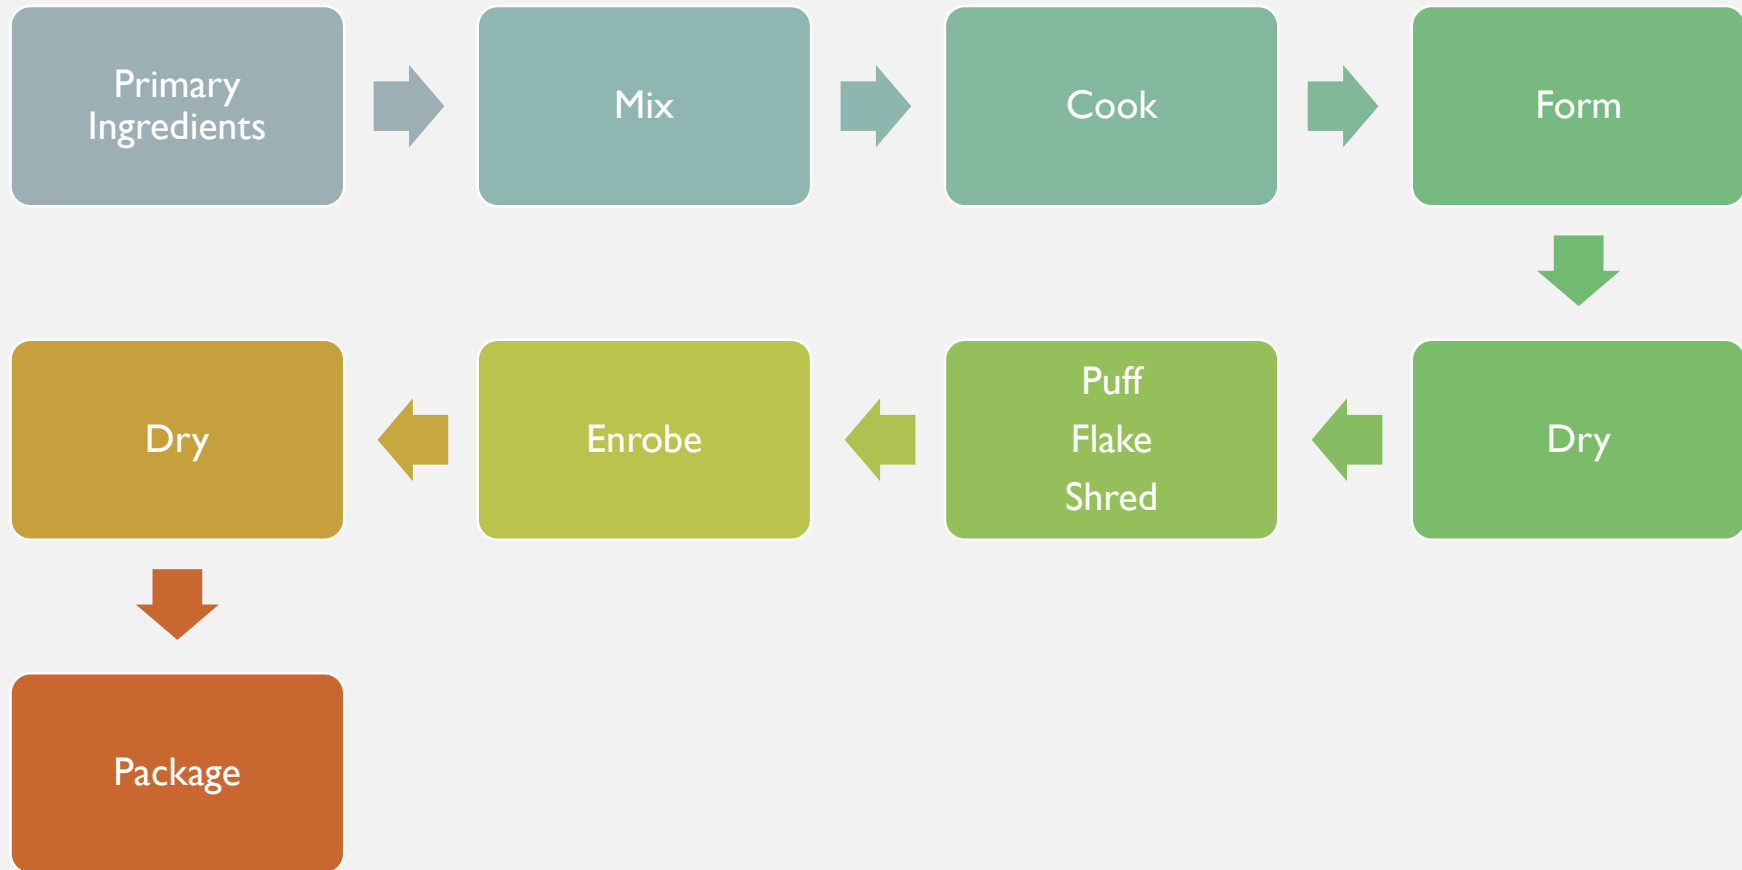 Primary
Ingredients
Mix
Cook
Form
Dry
Puff
Flake
Shred
Enrobe
Dry
Package